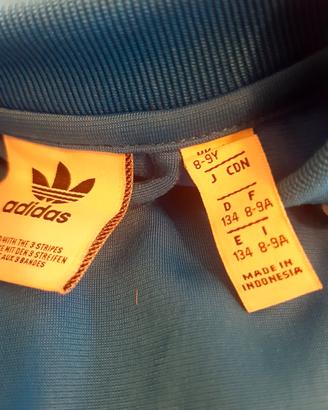 adidas
WITH THE 3 STRIPES
MIT DEN 3 STREIFEN
AUX 3 BANDES
8-9Y
J CDN
D F
134 8-9A
E I
134 8-9A
MADE IN
INDONESIA